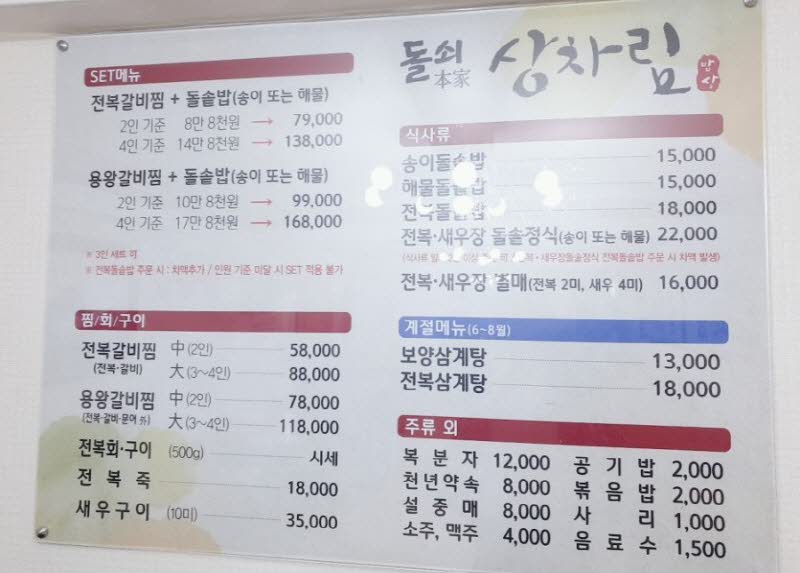 SET메뉴
전복갈비찜 + 돌솥밥(송이 또는 해물)
2인 기준 8만 8천원 → 79,000
4인 기준 14만 8천원 → 138,000
용왕갈비찜 + 돌솥밥(송이 또는 해물)
2인 기준 10만 8천원 → 99,000
4인 기준 17만 8천원 → 168,000
※ 3인 세트 可
※ 전복돌솥밥 주문 시 : 차액추가 / 인원 기준 미달 시 SET 적용 불가
찜/회/구이
전복갈비찜 中 (2인) 58,000
(전복·갈비) 大 (3~4인) 88,000
용왕갈비찜 中 (2인) 78,000
(전복·갈비·문어 外) 大 (3~4인) 118,000
전복회·구이 (500g) 시세
전 복 죽 18,000
새우구이 (10미) 35,000
돌쇠 本家 상차림
식사류
송이돌솥밥 15,000
해물돌솥밥 15,000
전복돌솥밥 18,000
전복·새우장 돌솥정식(송이 또는 해물) 22,000
새우장돌솥정식 전복돌솥밥 주문 시 차액 발생)
전복·새우장 별매(전복 2미, 새우 4미) 16,000
계절메뉴(6~8월)
보양삼계탕 13,000
전복삼계탕 18,000
주류 외
복 분 자 12,000 공 기 밥 2,000
천년약속 8,000 볶 음 밥 2,000
설 중 매 8,000 사 리 1,000
소주, 맥주 4,000 음 료 수 1,500